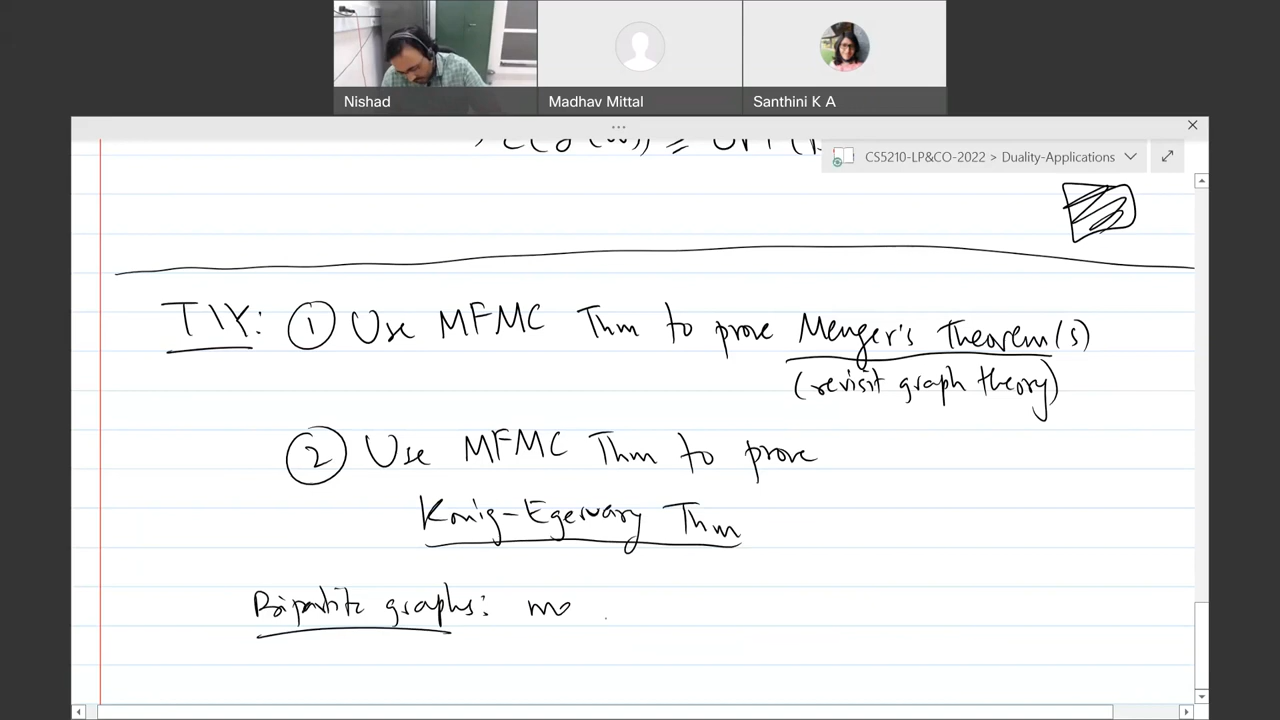 Nishad
Madhav Mittal
Santhini K A
CS5210-LP&CO-2022 > Duality-Applications
TIY: ① Use MFMC Thm to prove Menger's theorem(s)
(revisit graph theory)
② Use MFMC Thm to prove
Konig-Egervary Thm
Bipartite graphs: mo